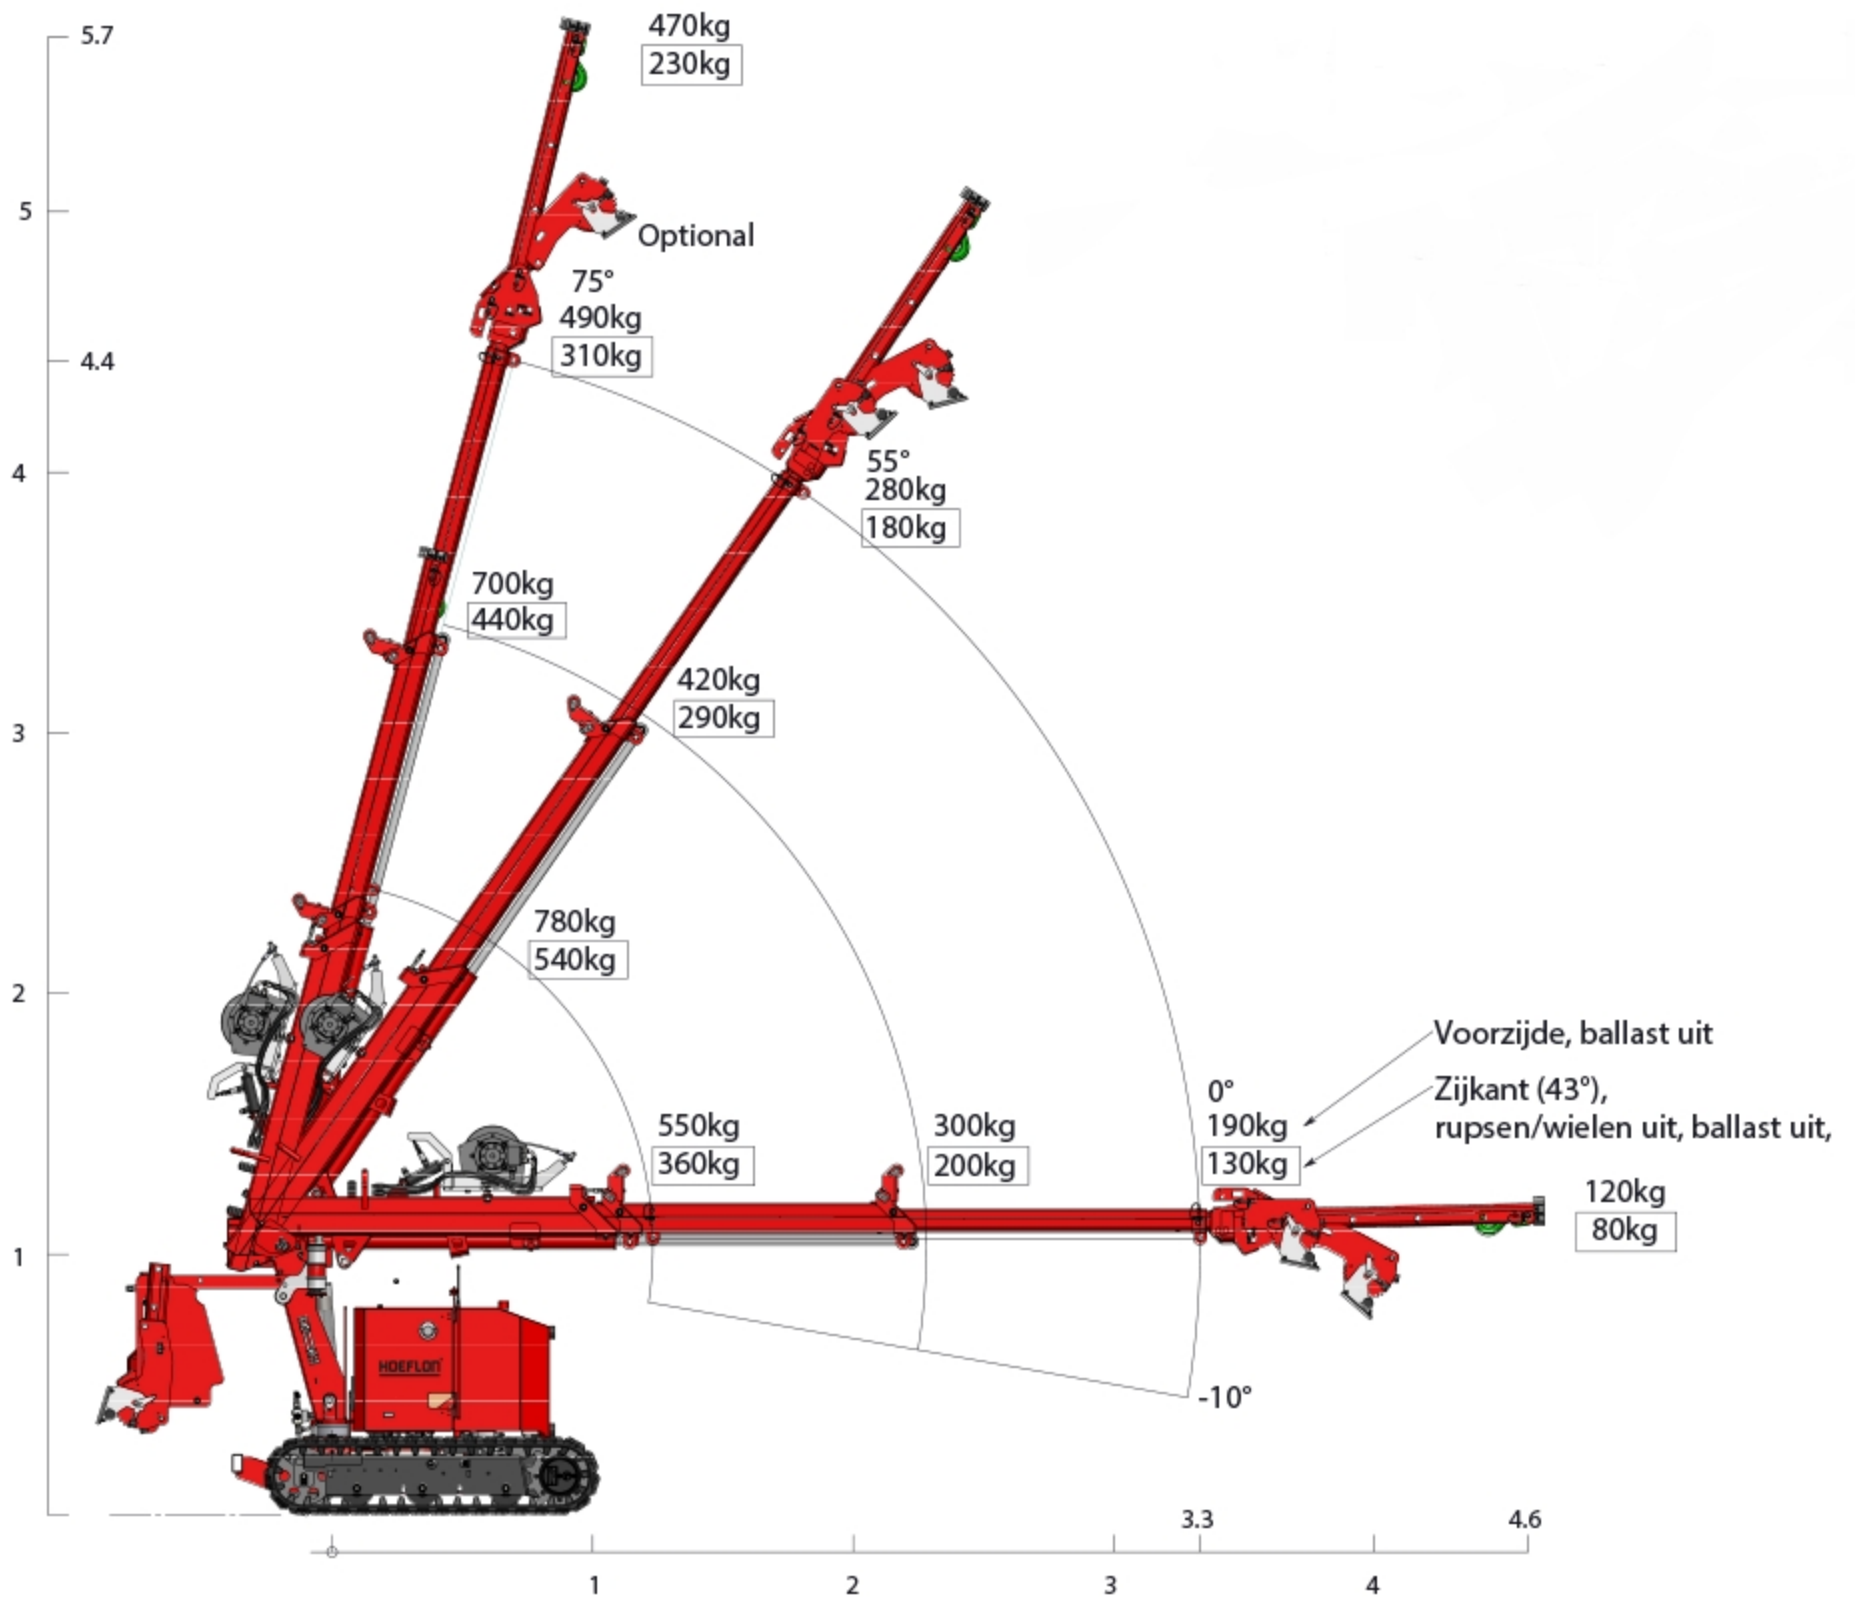 5.7
470kg
230kg
5
Optional
75°
490kg
310kg
4.4
4
55°
280kg
180kg
700kg
440kg
420kg
290kg
3
780kg
540kg
2
Voorzijde, ballast uit
Zijkant (43°),
rupsen/wielen uit, ballast uit,
0°
190kg
130kg
300kg
200kg
550kg
360kg
120kg
80kg
1
HOEFLON
-10°
3.3
4.6
1
2
3
4